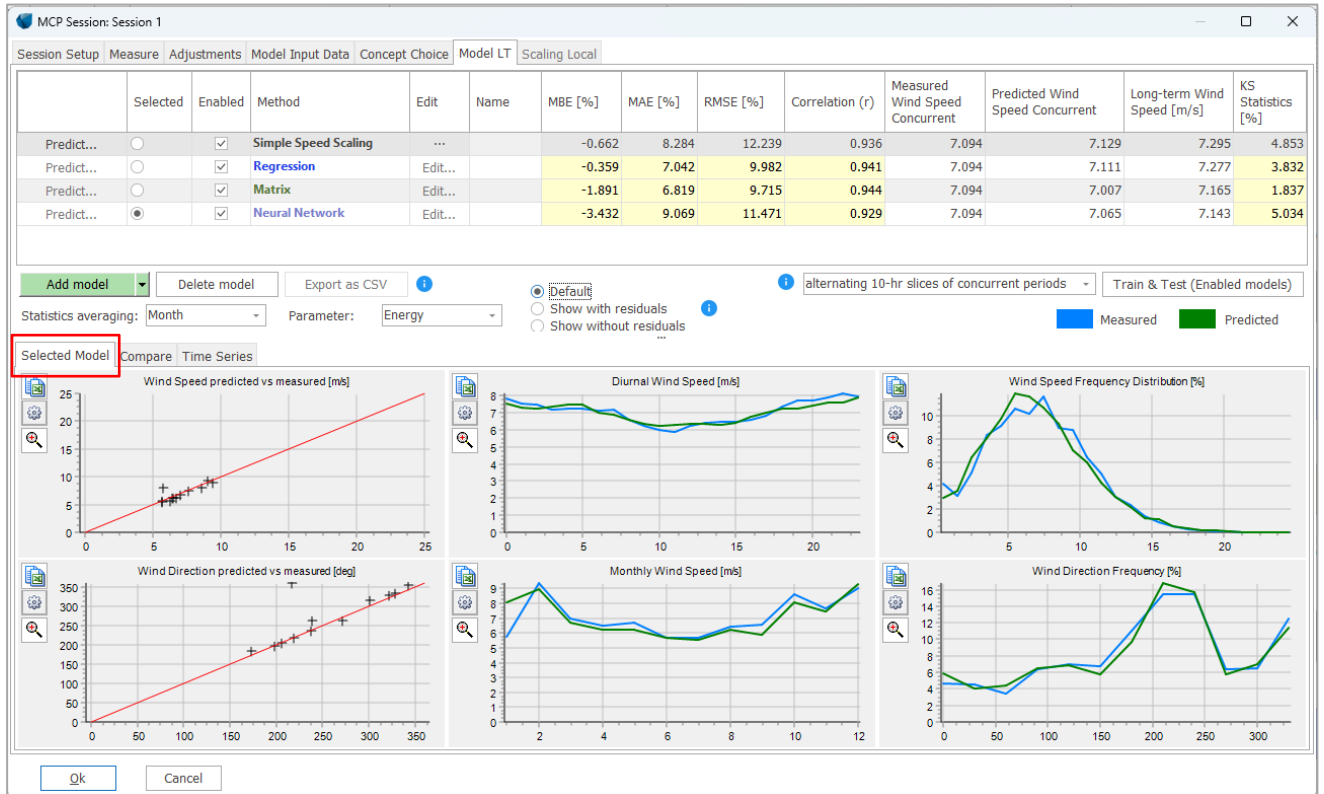 MCP Session: Session 1
Session Setup Measure Adjustments Model Input Data Concept Choice Model LT Scaling Local
Selected Enabled Method Edit Name MBE [%] MAE [%] RMSE [%] Correlation (r) Measured Wind Speed Concurrent Predicted Wind Speed Concurrent Long-term Wind Speed [m/s] KS Statistics [%]
Predict... Simple Speed Scaling ... -0.662 8.284 12.239 0.936 7.094 7.129 7.295 4.853
Predict... Regression Edit... -0.359 7.042 9.982 0.941 7.094 7.111 7.277 3.832
Predict... Matrix Edit... -1.891 6.819 9.715 0.944 7.094 7.007 7.165 1.837
Predict... Neural Network Edit... -3.432 9.069 11.471 0.929 7.094 7.065 7.143 5.034
Add model Delete model Export as CSV i Default i alternating 10-hr slices of concurrent periods Train & Test (Enabled models)
Statistics averaging: Month Parameter: Energy Show with residuals i Measured Predicted
Show without residuals
...
Selected Model Compare Time Series
Wind Speed predicted vs measured [m/s]
25
20
15
10
5
0
0 5 10 15 20 25
Diurnal Wind Speed [m/s]
8
7
6
5
4
3
2
1
0
0 5 10 15 20
Wind Speed Frequency Distribution [%]
10
8
6
4
2
0
5 10 15 20
Wind Direction predicted vs measured [deg]
350
300
250
200
150
100
50
0
0 50 100 150 200 250 300 350
Monthly Wind Speed [m/s]
9
8
7
6
5
4
3
2
1
0
2 4 6 8 10 12
Wind Direction Frequency [%]
16
14
12
10
8
6
4
2
0
0 50 100 150 200 250 300
Ok Cancel